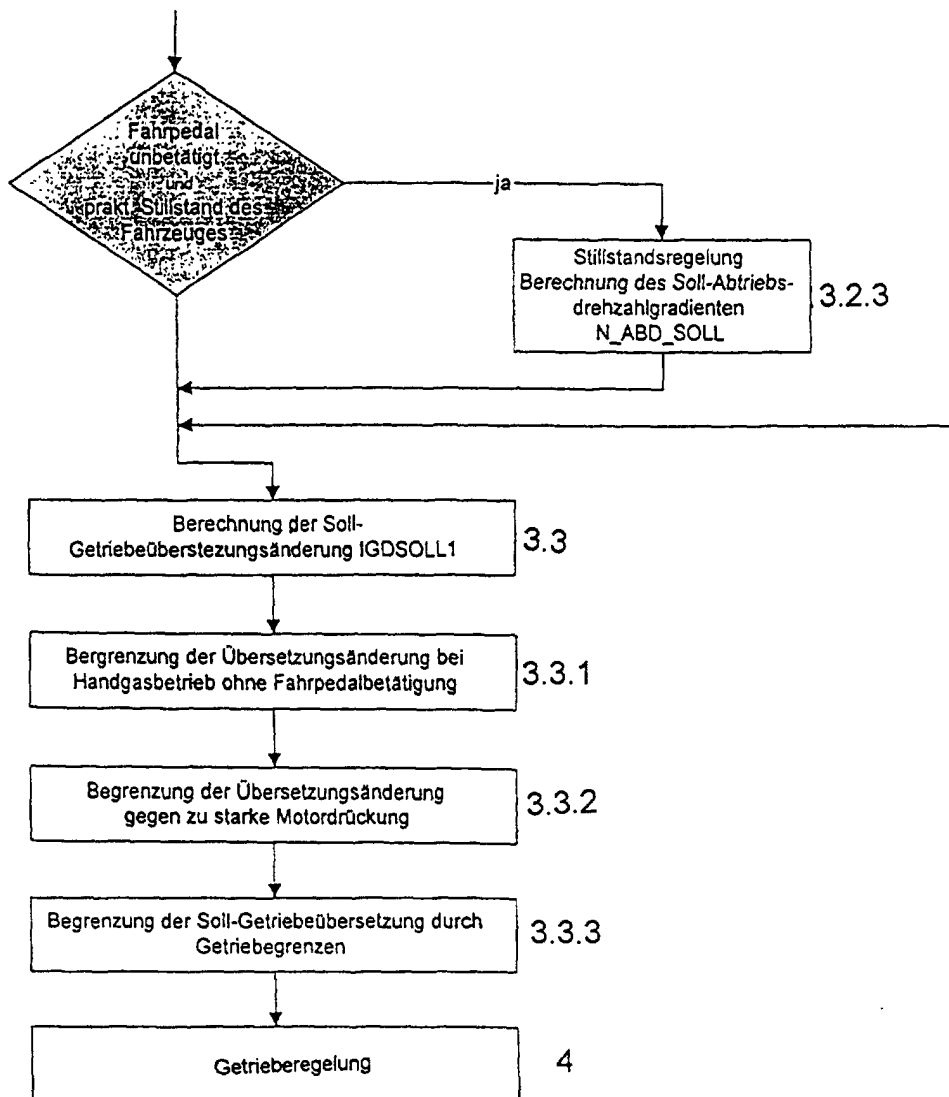 Fahrpedal
unbetätigt
und
prakt. Stillstand des
Fahrzeuges
ja
Stillstandsregelung
Berechnung des Soll-Abtriebs-
drehzahlgradienten
N_ABD_SOLL
3.2.3
Berechnung der Soll-
Getriebeüberstezungsänderung IGDSOLL1
3.3
Bergrenzung der Übersetzungsänderung bei
Handgasbetrieb ohne Fahrpedalbetätigung
3.3.1
Begrenzung der Übersetzungsänderung
gegen zu starke Motordrückung
3.3.2
Begrenzung der Soll-Getriebeübersetzung durch
Getriebegrenzen
3.3.3
Getrieberegelung
4